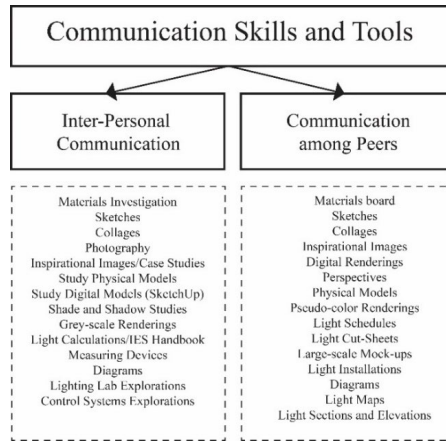 Communication Skills and Tools
Inter-Personal
Communication
Communication
among Peers
Materials Investigation
Sketches
Collages
Photography
Inspirational Images/Case Studies
Study Physical Models
Study Digital Models (SketchUp)
Shade and Shadow Studies
Grey-scale Renderings
Light Calculations/IES Handbook
Measuring Devices
Diagrams
Lighting Lab Explorations
Control Systems Explorations
Materials board
Sketches
Collages
Inspirational Images
Digital Renderings
Perspectives
Physical Models
Pseudo-color Renderings
Light Schedules
Light Cut-Sheets
Large-scale Mock-ups
Light Installations
Diagrams
Light Maps
Light Sections and Elevations